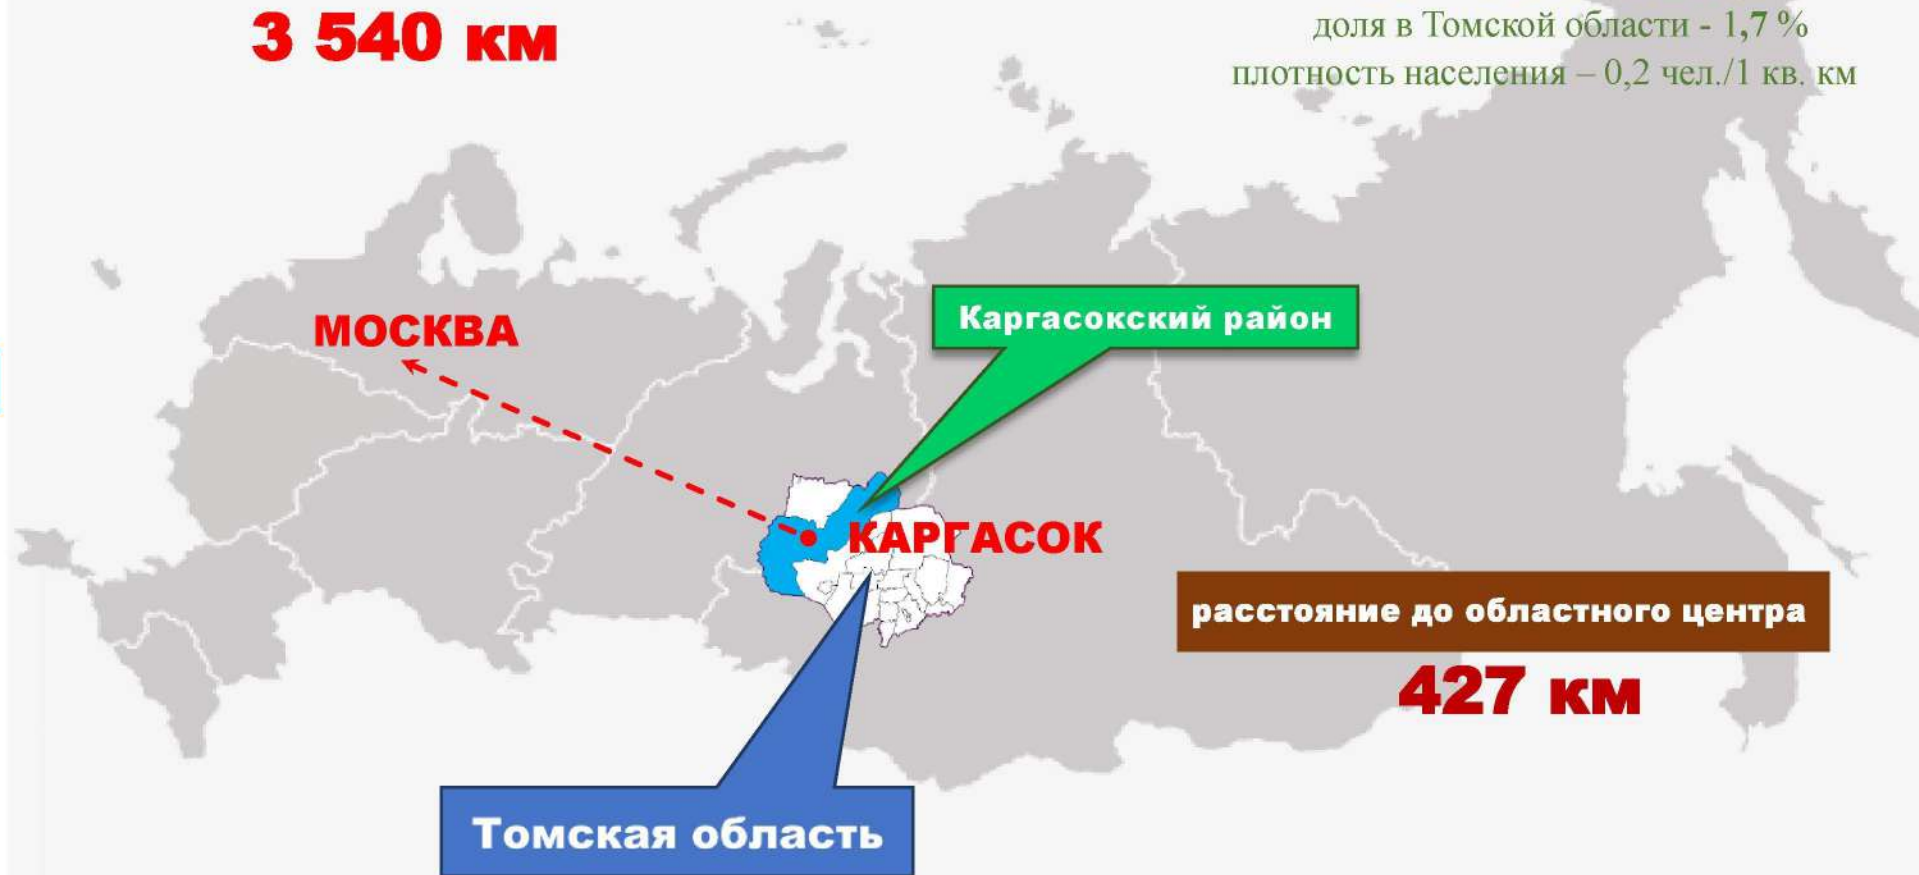 3 540 км
доля в Томской области - 1,7 %
плотность населения – 0,2 чел./1 кв. км
Каргасокский район
МОСКВА
КАРГАСОК
расстояние до областного центра
427 км
Томская область